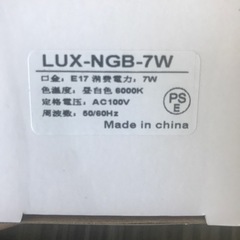 LUX-NGB-7W
口金：E17 消費電力：7W
色温度：昼白色 6000K
定格電圧：AC100V
周波数：50/60Hz
PS
E
Made in china